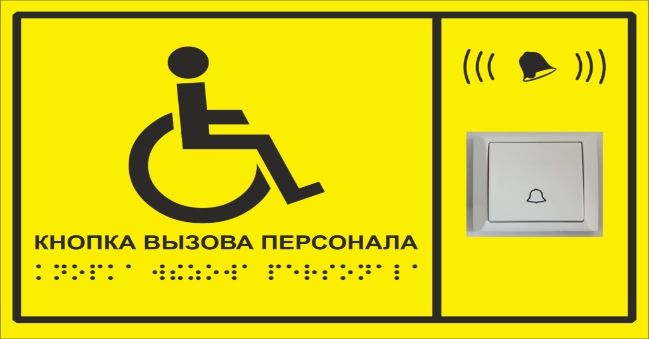 КНОПКА ВЫЗОВА ПЕРСОНАЛА
⠅⠝⠕⠏⠅⠁ ⠺⠮⠵⠕⠺⠁ ⠏⠑⠗⠎⠕⠝⠁⠇⠁